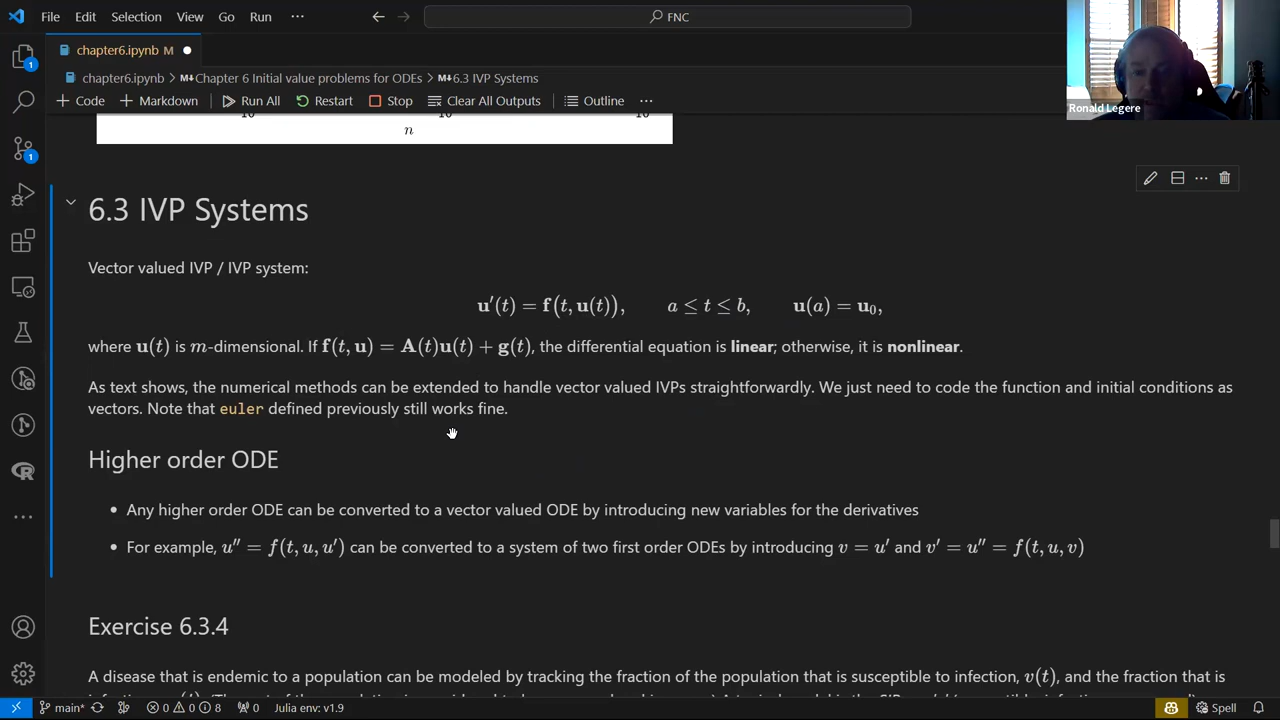 File Edit Selection View Go Run ··· FNC
chapter6.ipynb M
chapter6.ipynb > Chapter 6 Initial value problems for ODEs > 6.3 IVP Systems
+ Code + Markdown Run All Restart Stop Clear All Outputs Outline ···
Ronald Legere
n
6.3 IVP Systems
Vector valued IVP / IVP system:
u′(t) = f(t, u(t)), a ≤ t ≤ b, u(a) = u₀,
where u(t) is m-dimensional. If f(t, u) = A(t)u(t) + g(t), the differential equation is linear; otherwise, it is nonlinear.
As text shows, the numerical methods can be extended to handle vector valued IVPs straightforwardly. We just need to code the function and initial conditions as
vectors. Note that euler defined previously still works fine.
Higher order ODE
• Any higher order ODE can be converted to a vector valued ODE by introducing new variables for the derivatives
• For example, u″ = f(t, u, u′) can be converted to a system of two first order ODEs by introducing v = u′ and v′ = u″ = f(t, u, v)
Exercise 6.3.4
A disease that is endemic to a population can be modeled by tracking the fraction of the population that is susceptible to infection, v(t), and the fraction that is
main* 0 0 8 0 Julia env: v1.9 Spell